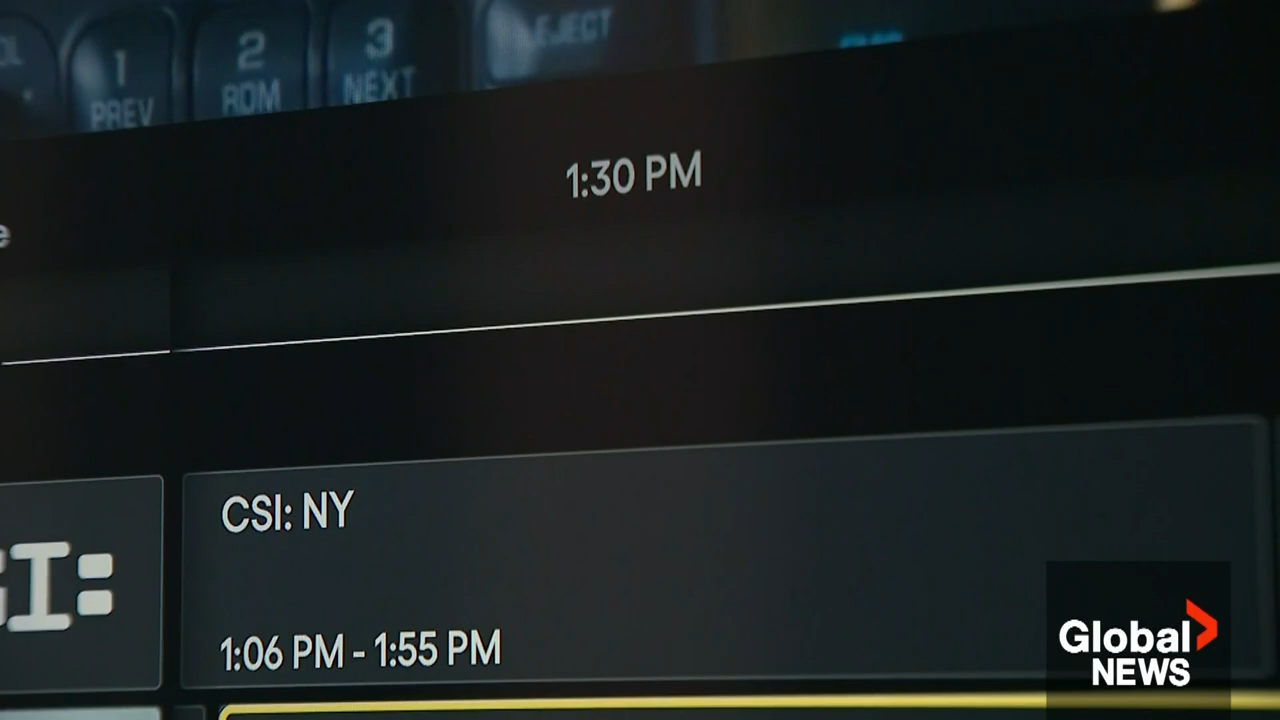 1
PREV
2
RDM
3
NEXT
EJECT
1:30 PM
e
CSI: NY
1:06 PM - 1:55 PM
I:
Global
NEWS